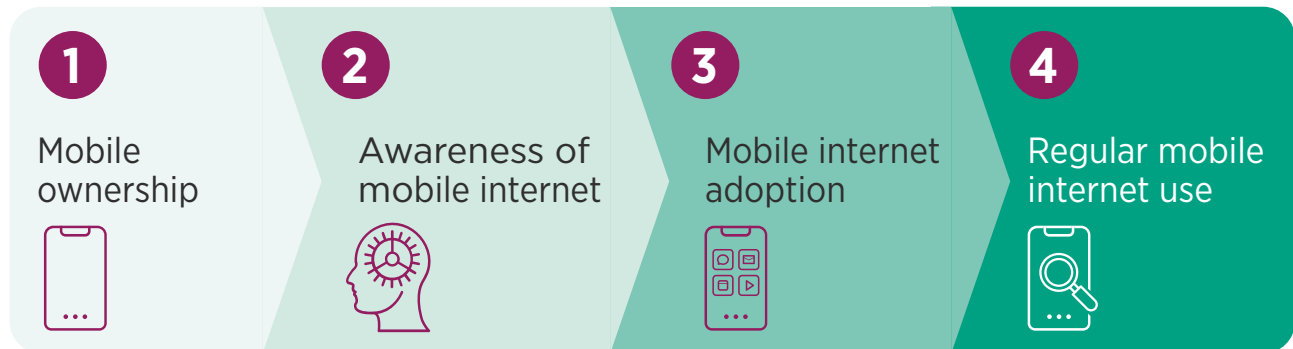 1
Mobile
ownership
2
Awareness of
mobile internet
3
Mobile internet
adoption
4
Regular mobile
internet use